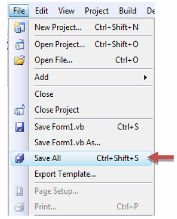 File Edit View Project Build De
New Project... Ctrl+Shift+N
Open Project... Ctrl+Shift+O
Open File... Ctrl+O
Add
Close
Close Project
Save Form1.vb Ctrl+S
Save Form1.vb As...
Save All Ctrl+Shift+S
Export Template...
Page Setup...
Print... Ctrl+P